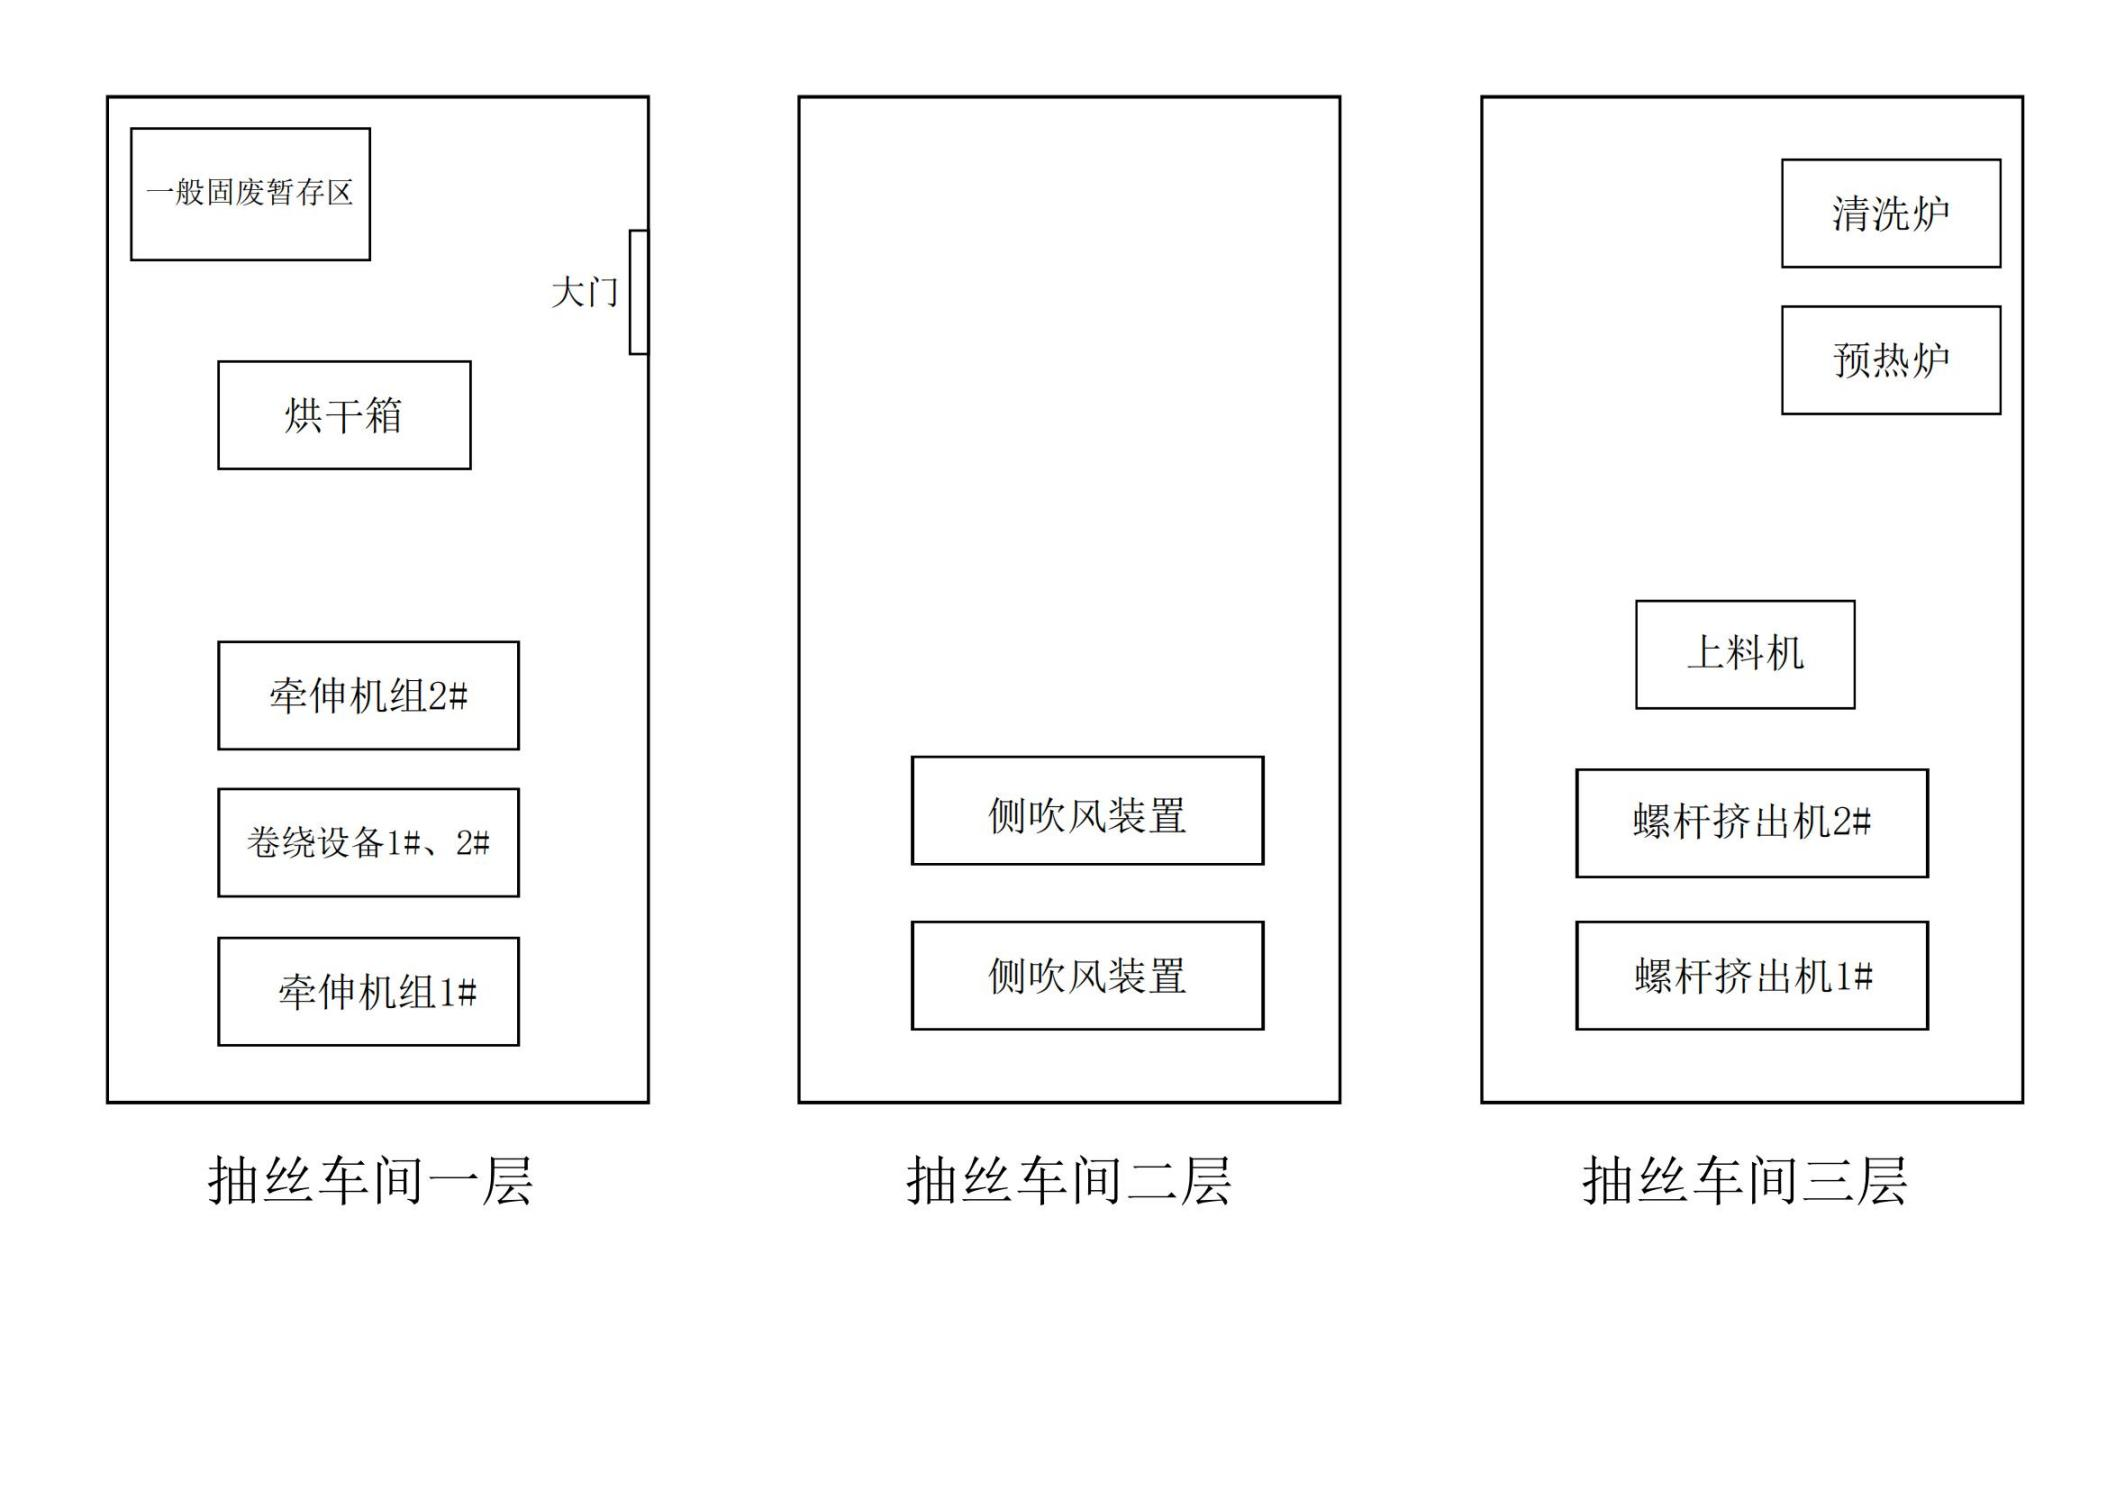 一般固废暂存区
大门
烘干箱
牵伸机组2#
卷绕设备1#、2#
牵伸机组1#
抽丝车间一层
侧吹风装置
侧吹风装置
抽丝车间二层
清洗炉
预热炉
上料机
螺杆挤出机2#
螺杆挤出机1#
抽丝车间三层